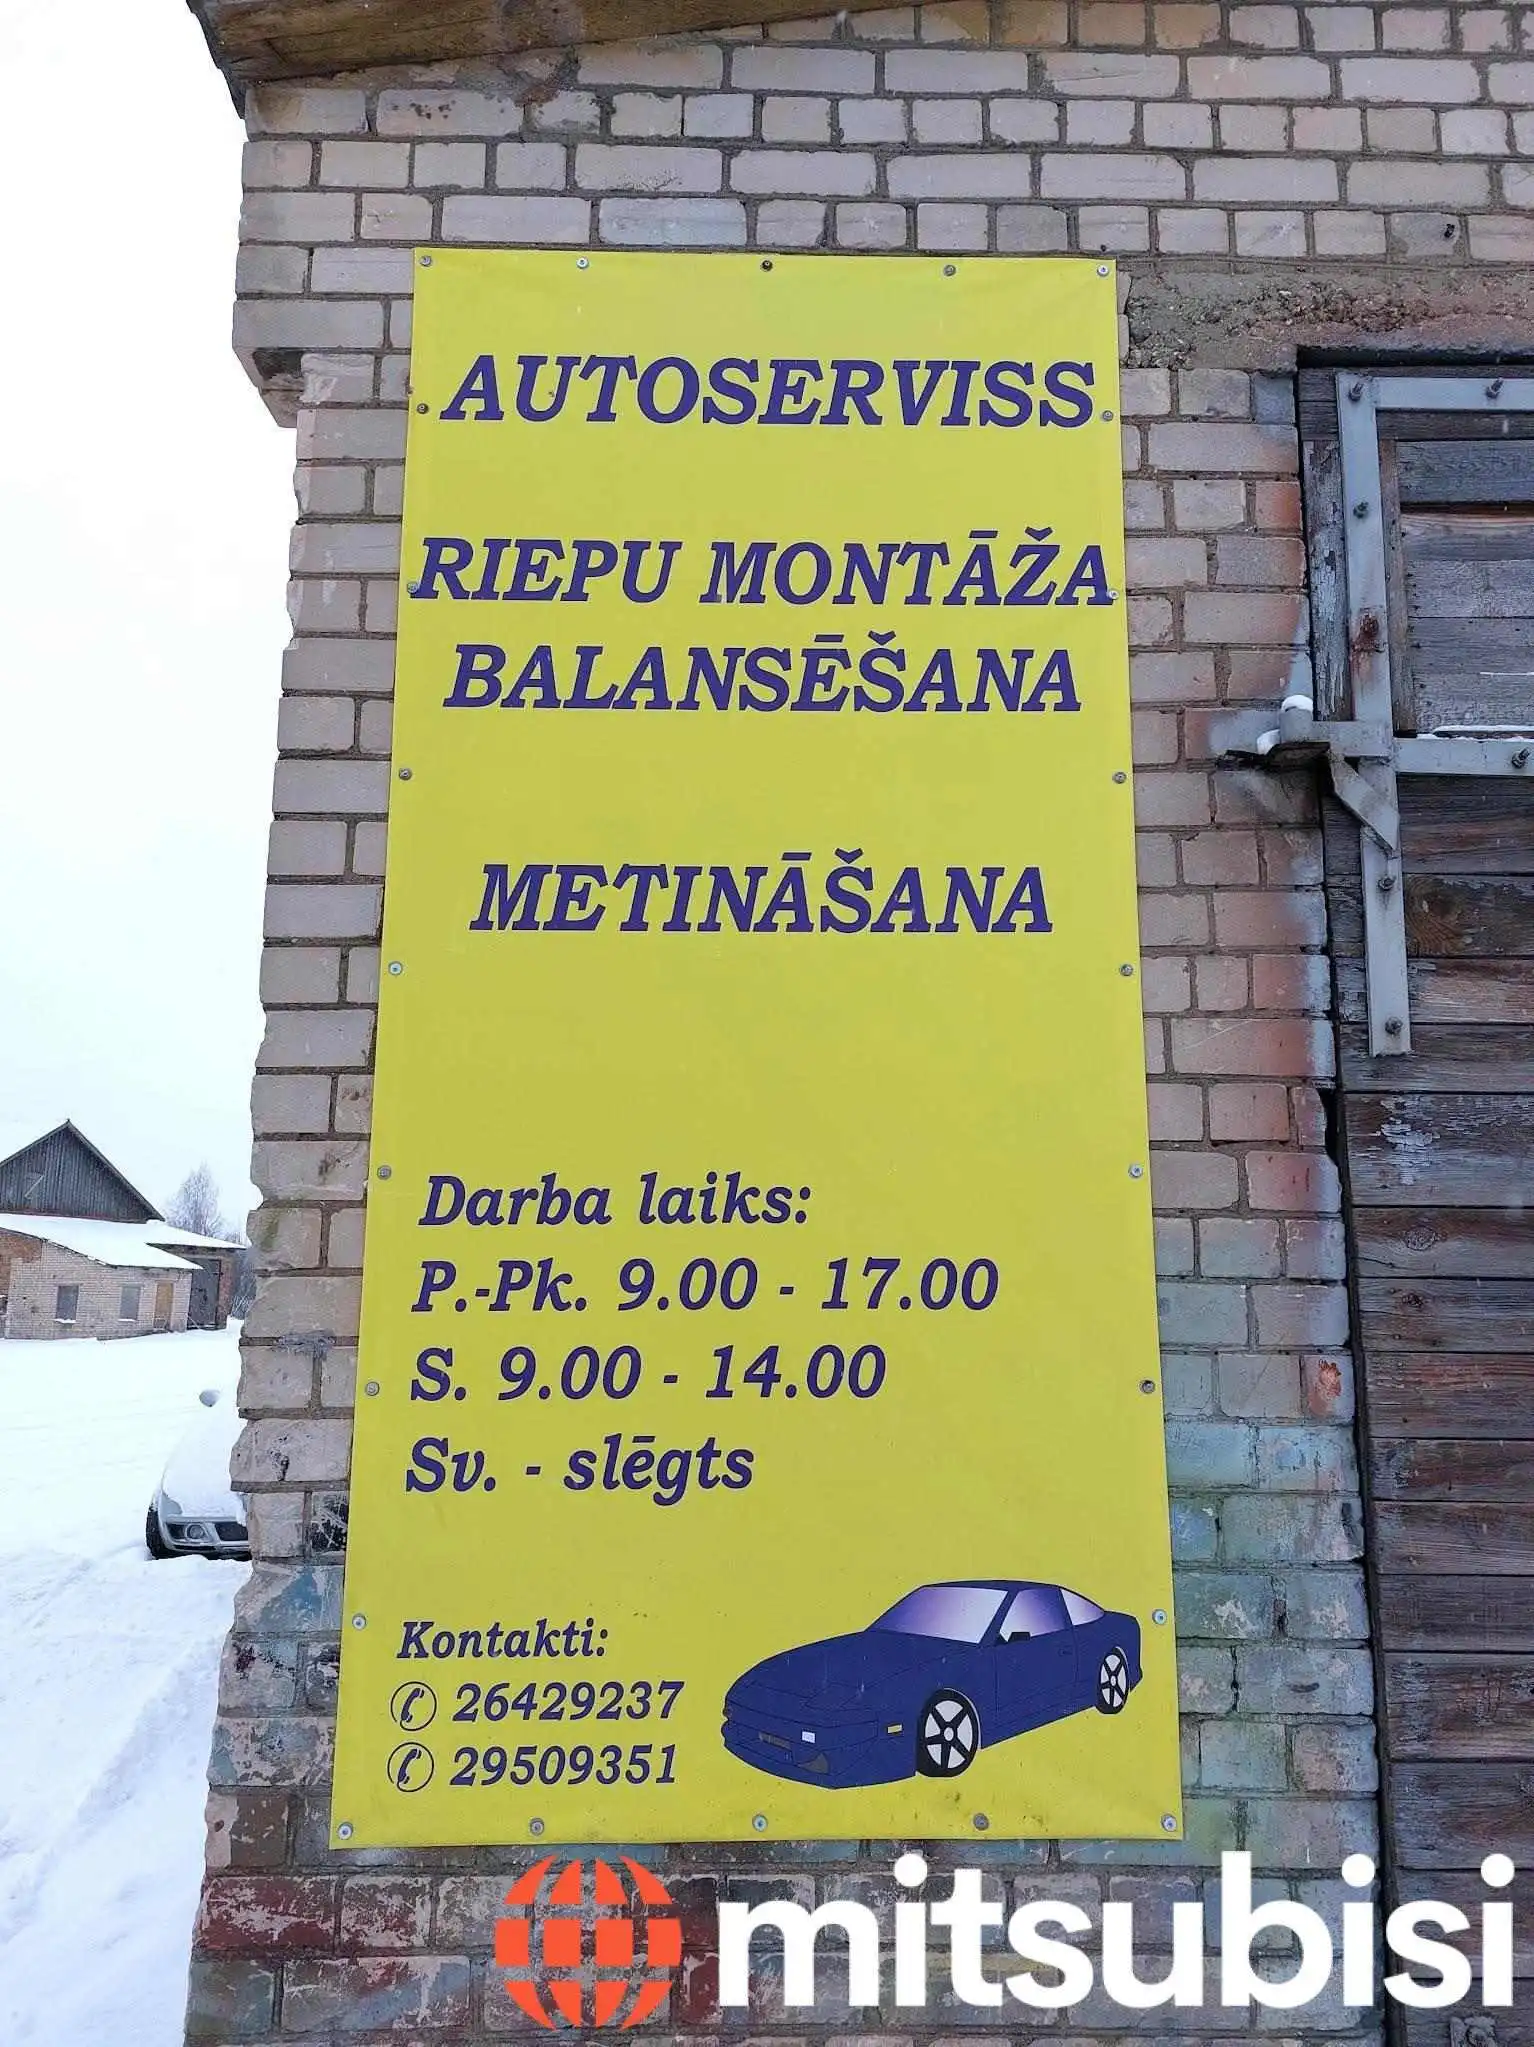 AUTOSERVISS
RIEPU MONTĀŽA
BALANSĒŠANA
METINĀŠANA
Darba laiks:
P.-Pk. 9.00 - 17.00
S. 9.00 - 14.00
Sv. - slēgts
Kontakti:
26429237
29509351
mitsubisi